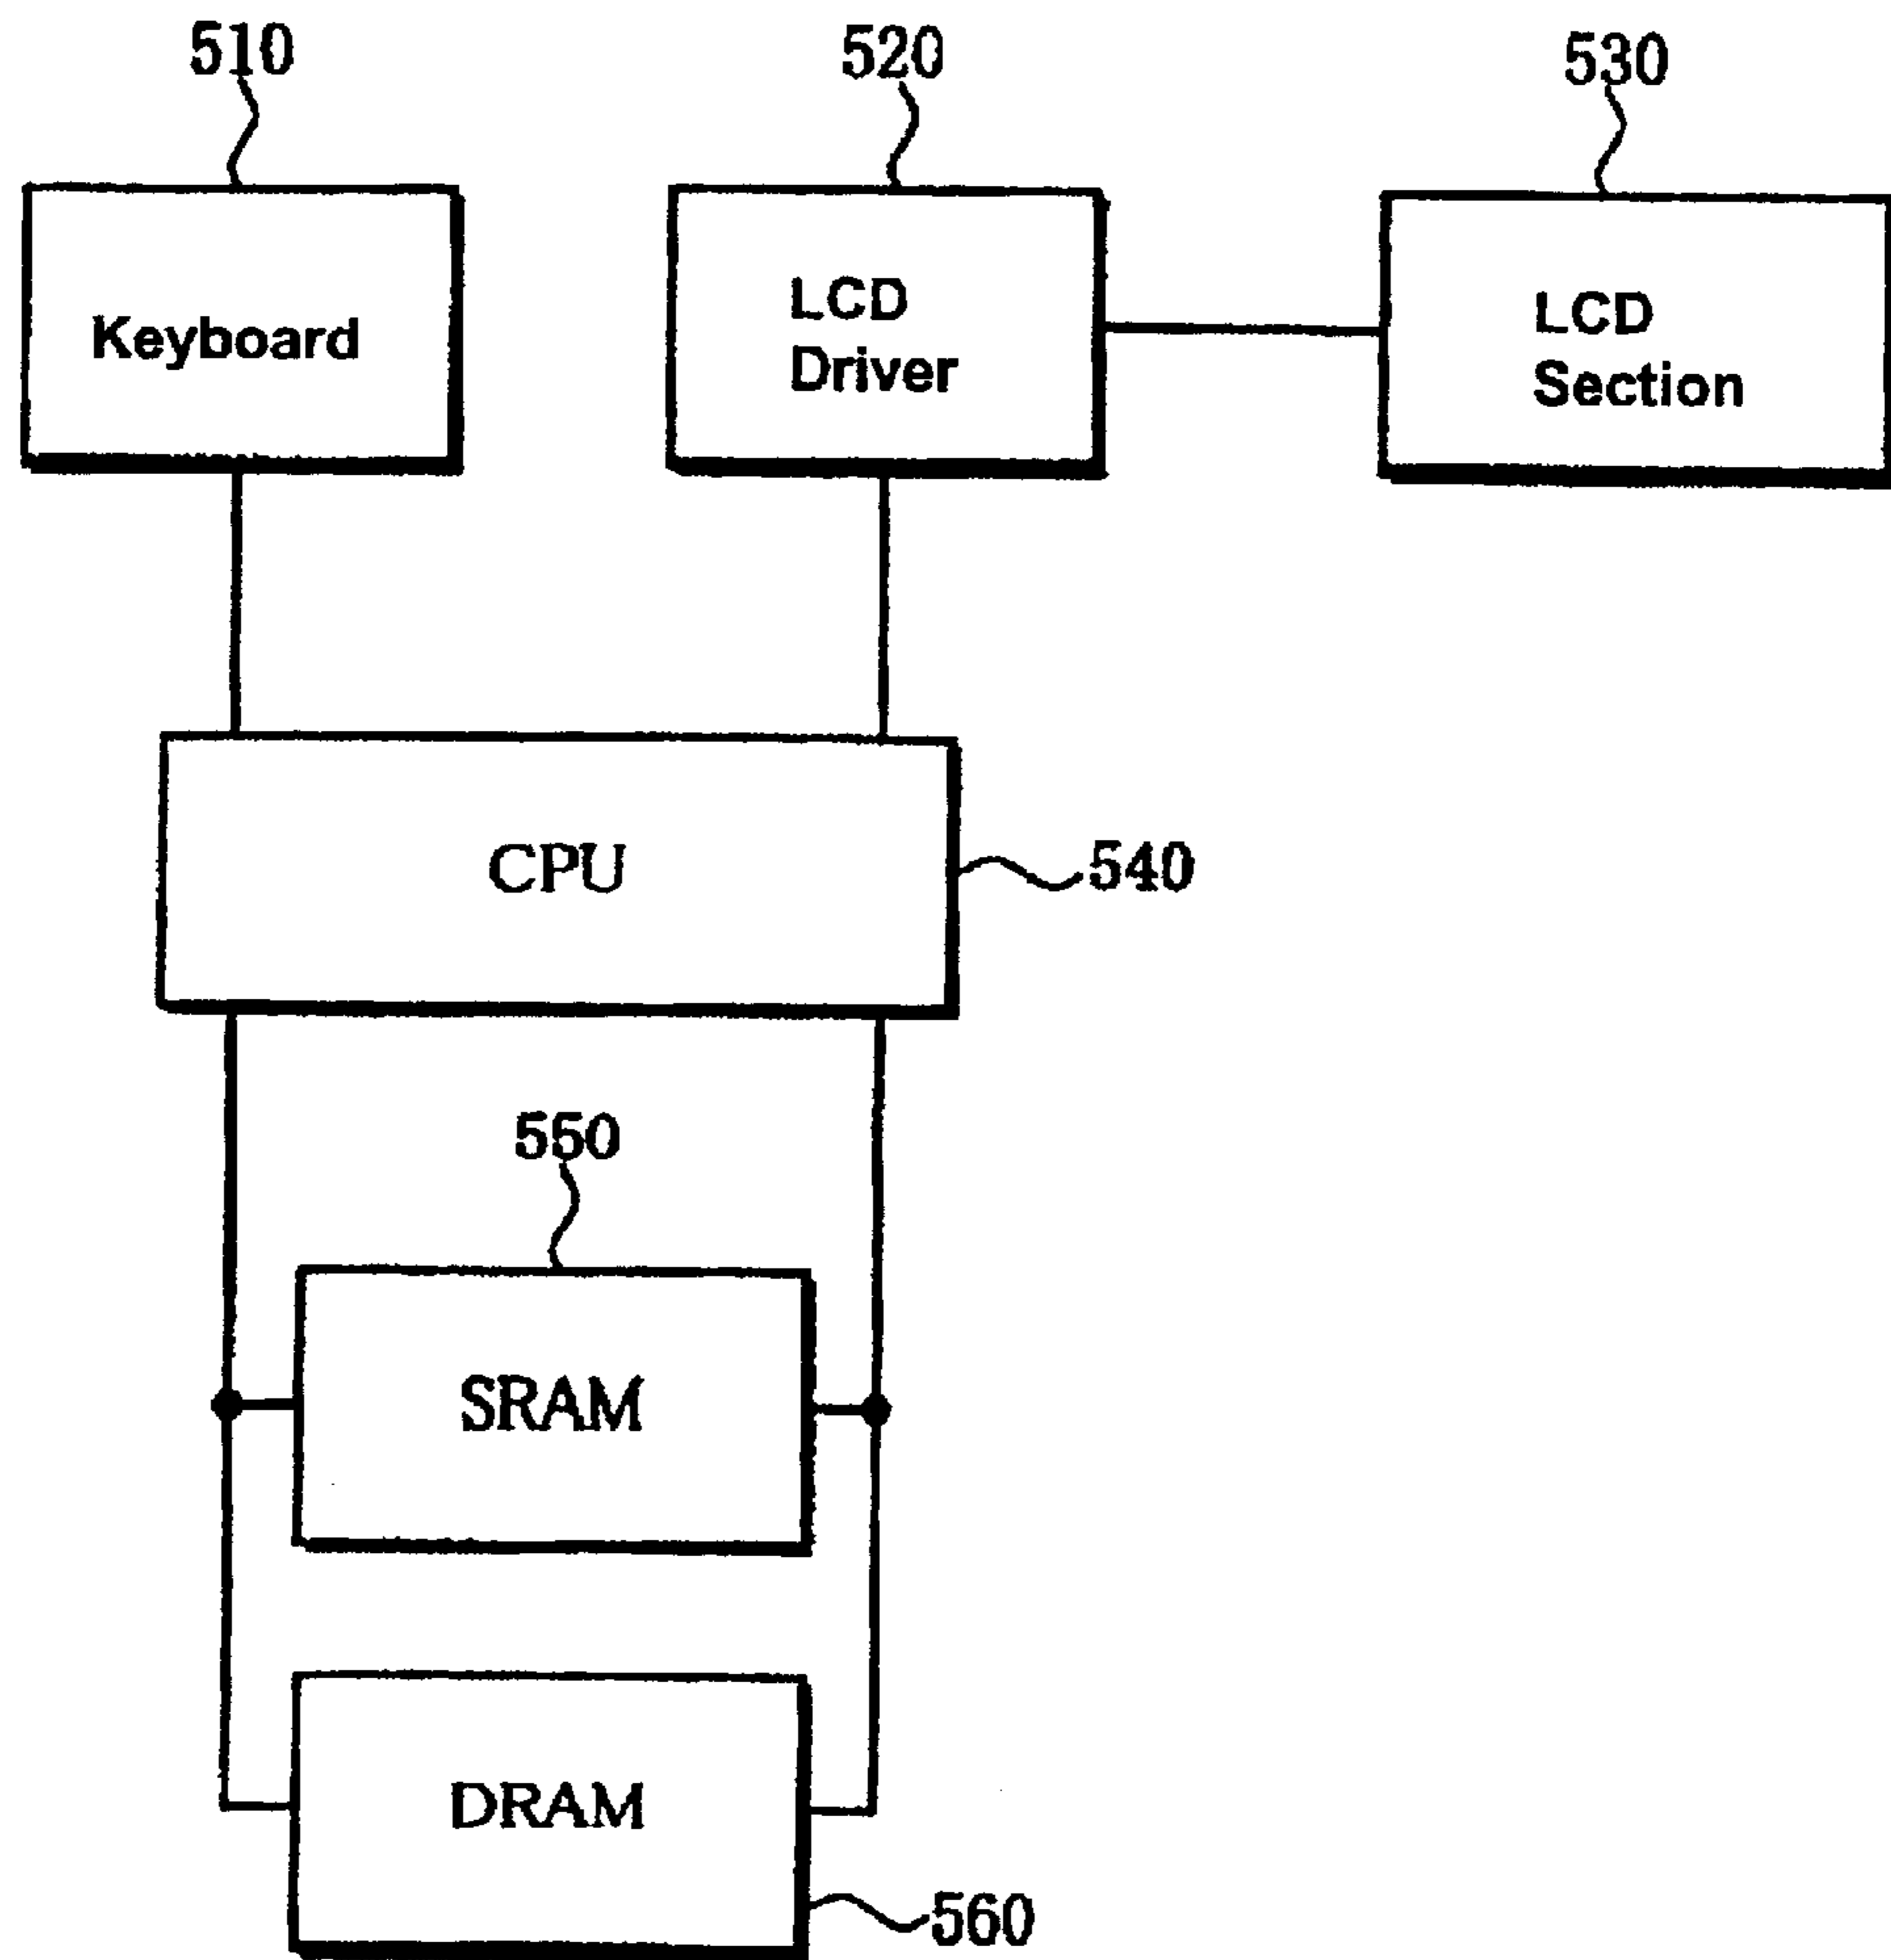 510
520
530
Keyboard
LCD
Driver
LCD
Section
CPU
540
550
SRAM
DRAM
560